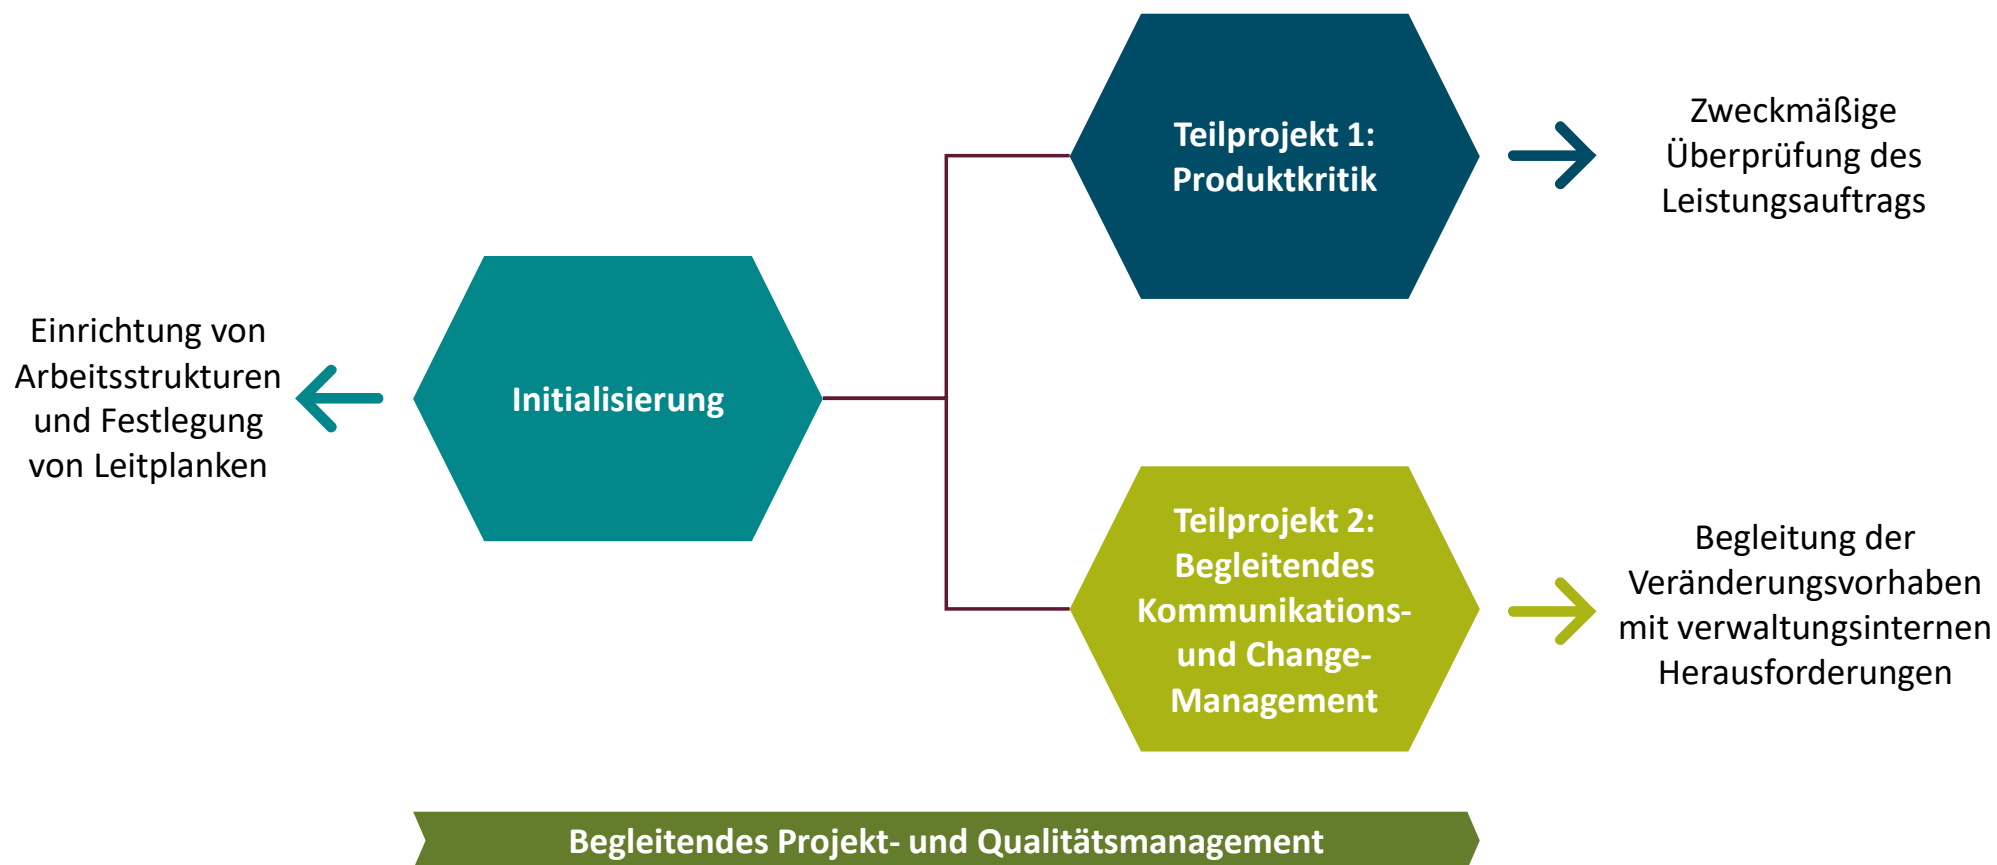 Einrichtung von
Arbeitsstrukturen
und Festlegung
von Leitplanken
Initialisierung
Teilprojekt 1:
Produktkritik
Zweckmäßige
Überprüfung des
Leistungsauftrags
Teilprojekt 2:
Begleitendes
Kommunikations-
und Change-
Management
Begleitung der
Veränderungsvorhaben
mit verwaltungsinternen
Herausforderungen
Begleitendes Projekt- und Qualitätsmanagement